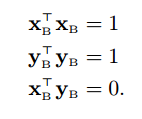 𝐱_B^⊤ 𝐱_B = 1
𝐲_B^⊤ 𝐲_B = 1
𝐱_B^⊤ 𝐲_B = 0.